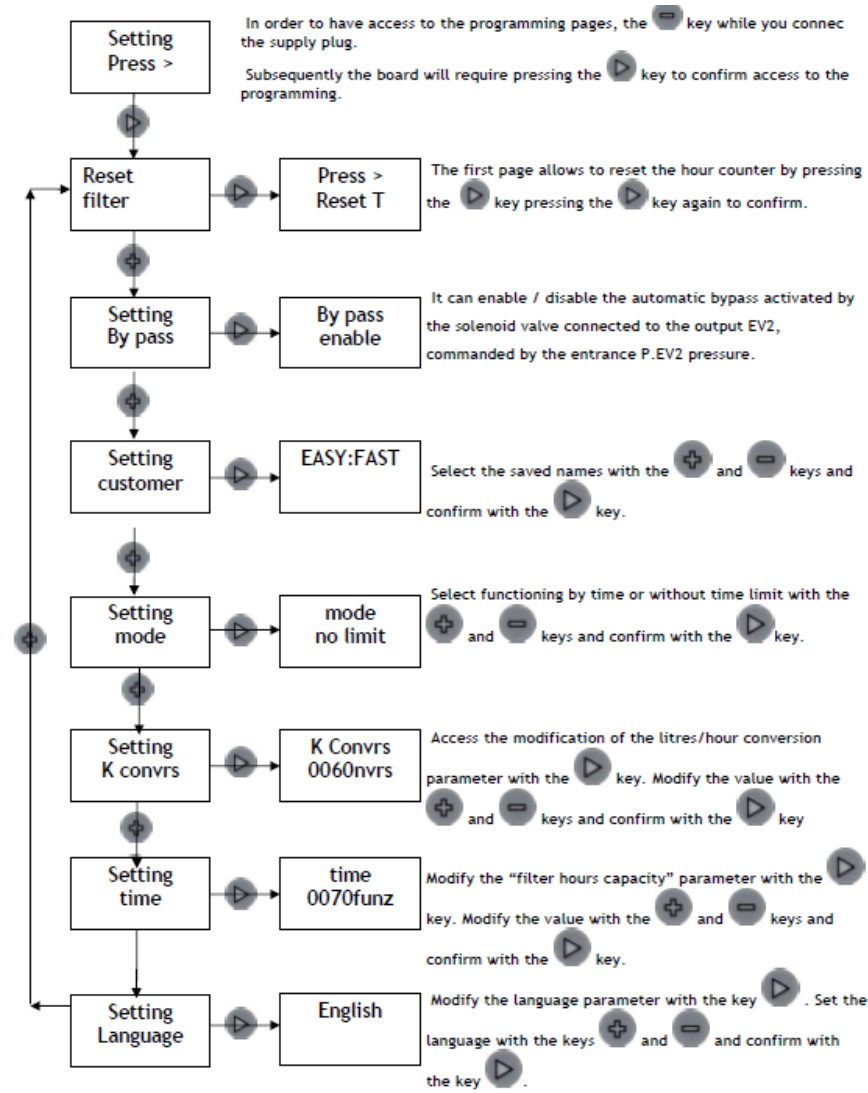 Setting
Press >
In order to have access to the programming pages, the key while you connec
the supply plug.
Subsequently the board will require pressing the key to confirm access to the
programming.
Reset
filter
Press >
Reset T
The first page allows to reset the hour counter by pressing
the key pressing the key again to confirm.
Setting
By pass
By pass
enable
It can enable / disable the automatic bypass activated by
the solenoid valve connected to the output EV2,
commanded by the entrance P.EV2 pressure.
Setting
customer
EASY:FAST
Select the saved names with the and keys and
confirm with the key.
Setting
mode
mode
no limit
Select functioning by time or without time limit with the
and keys and confirm with the key.
Setting
K convrs
K Convrs
0060nvrs
Access the modification of the litres/hour conversion
parameter with the key. Modify the value with the
and keys and confirm with the key
Setting
time
time
0070funz
Modify the “filter hours capacity” parameter with the
key. Modify the value with the and keys and
confirm with the key.
Setting
Language
English
Modify the language parameter with the key . Set the
language with the keys and and confirm with
the key .